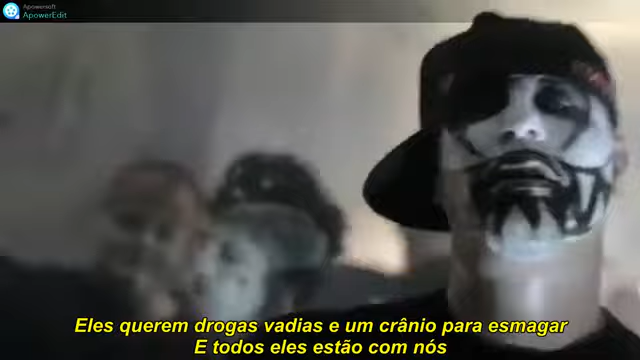 Apowersoft
ApowerEdit
Eles querem drogas vadias e um crânio para esmagar
E todos eles estão com nós